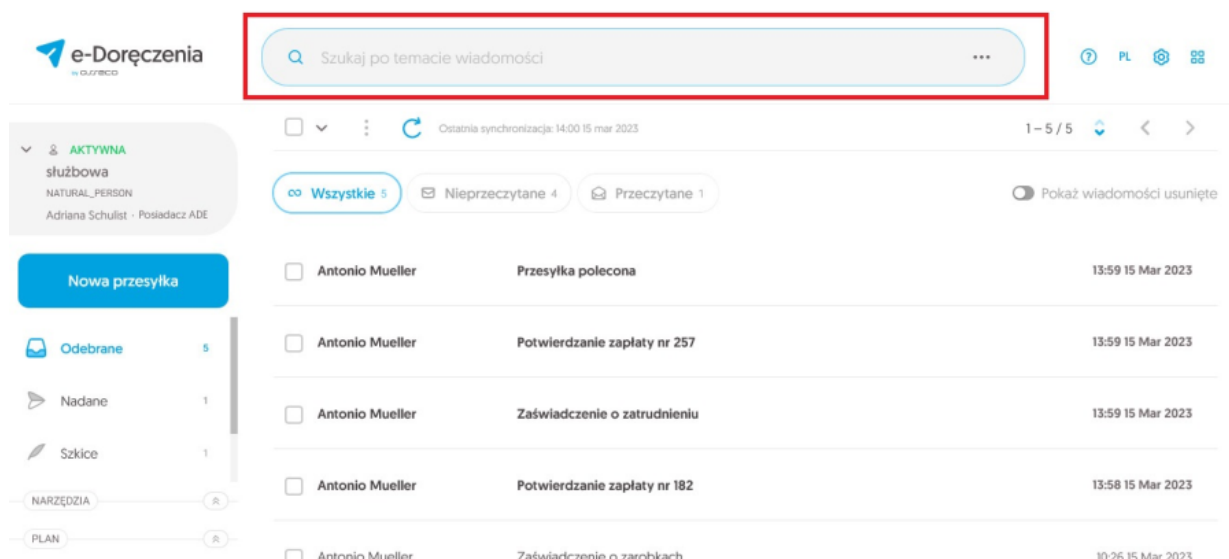 e-Doręczenia
by asseco
Szukaj po temacie wiadomości
PL
AKTYWNA
służbowa
NATURAL_PERSON
Adriana Schulist - Posiadacz ADE
Ostatnia synchronizacja: 14:00 15 mar 2023
1 – 5 / 5
Wszystkie 5
Nieprzeczytane 4
Przeczytane 1
Pokaż wiadomości usunięte
Nowa przesyłka
Odebrane 5
Nadane 1
Szkice 1
NARZĘDZIA
PLAN
Antonio Mueller Przesyłka polecona 13:59 15 Mar 2023
Antonio Mueller Potwierdzanie zapłaty nr 257 13:59 15 Mar 2023
Antonio Mueller Zaświadczenie o zatrudnieniu 13:59 15 Mar 2023
Antonio Mueller Potwierdzanie zapłaty nr 182 13:58 15 Mar 2023
Antonio Mueller Zaświadczenie o zarobkach 10:26 15 Mar 2023